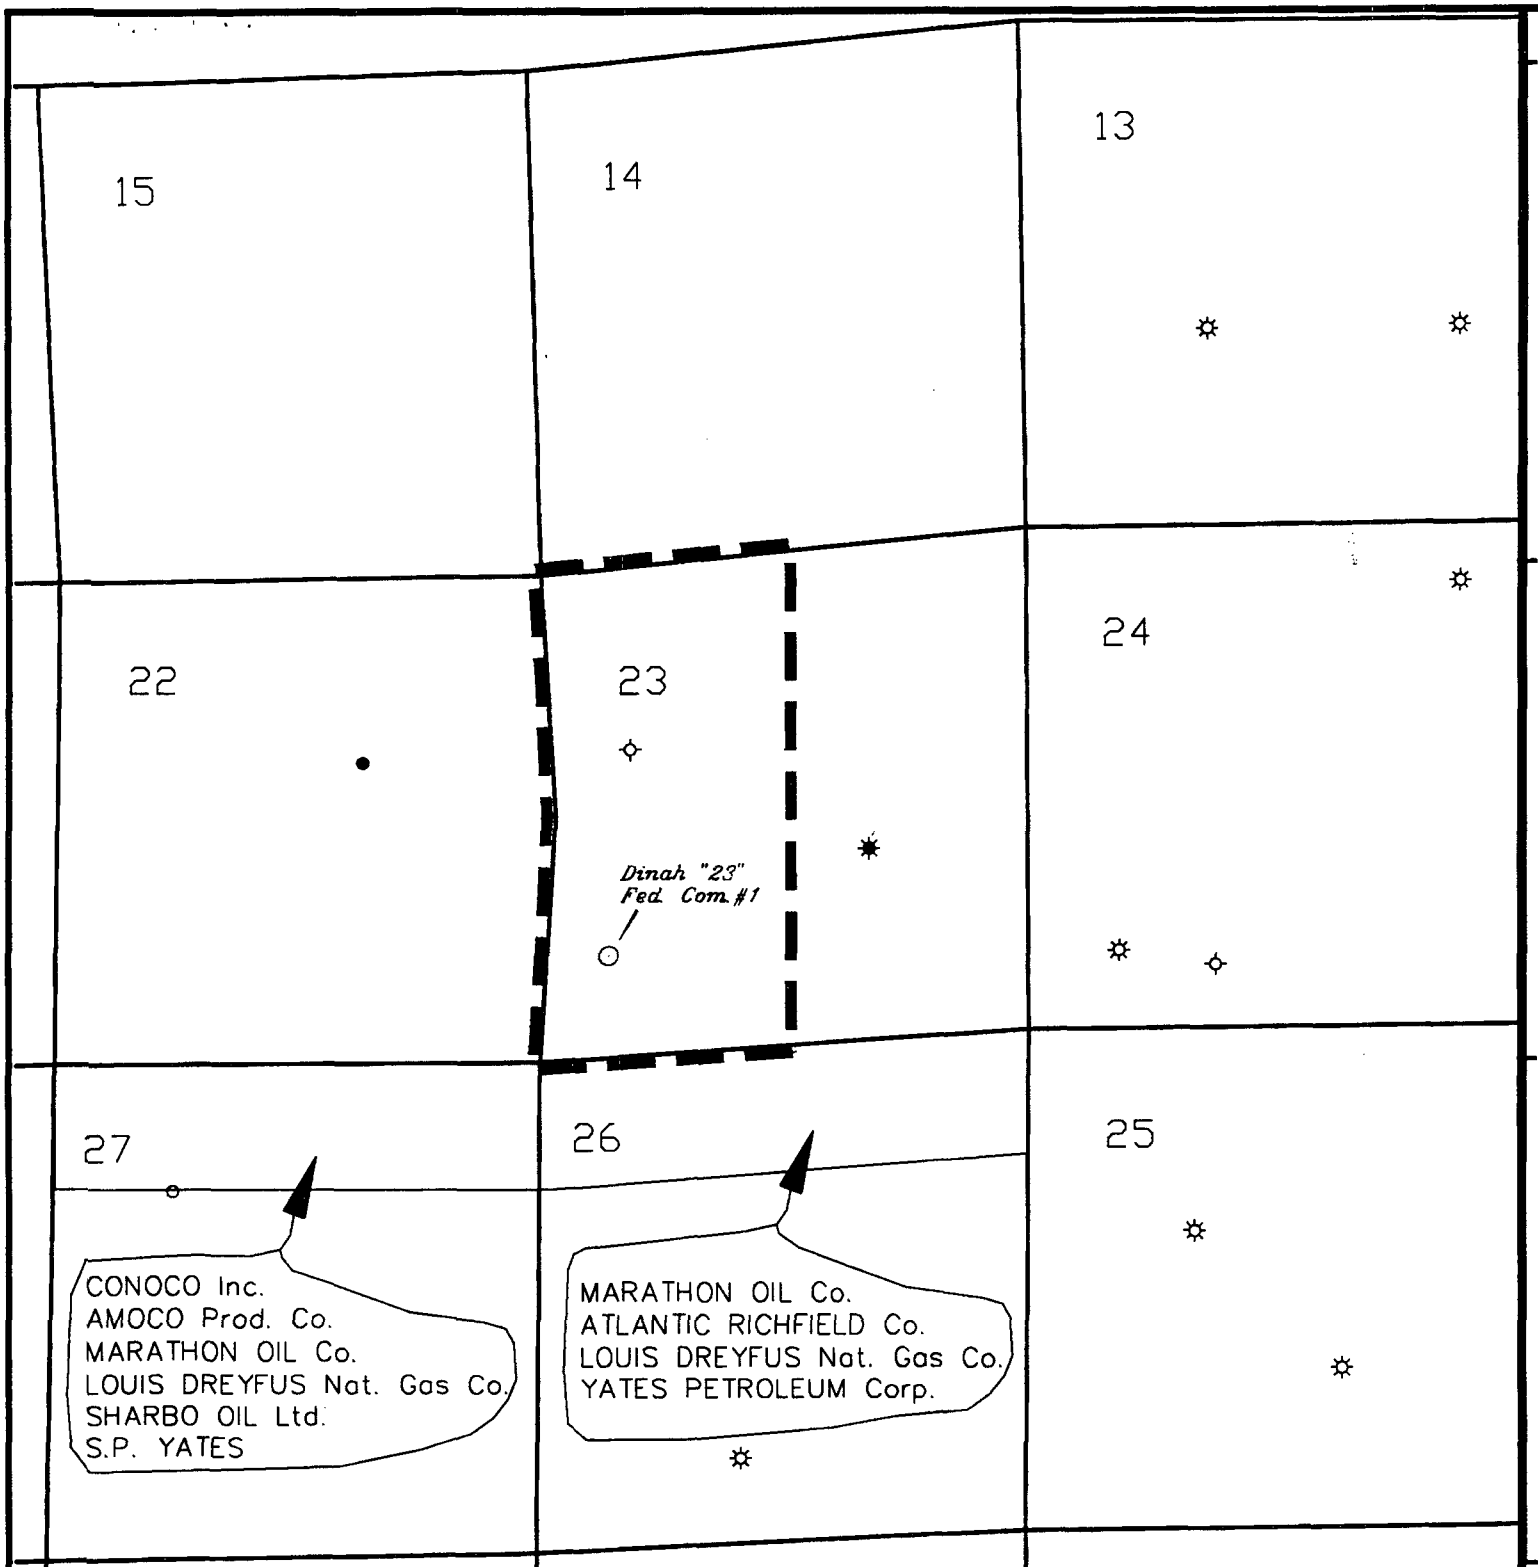 15
14
13
22
23
24
Dinah "23"
Fed. Com. #1
27
26
25
CONOCO Inc.
AMOCO Prod. Co.
MARATHON OIL Co.
LOUIS DREYFUS Nat. Gas Co.
SHARBO OIL Ltd.
S.P. YATES
MARATHON OIL Co.
ATLANTIC RICHFIELD Co.
LOUIS DREYFUS Nat. Gas Co.
YATES PETROLEUM Corp.